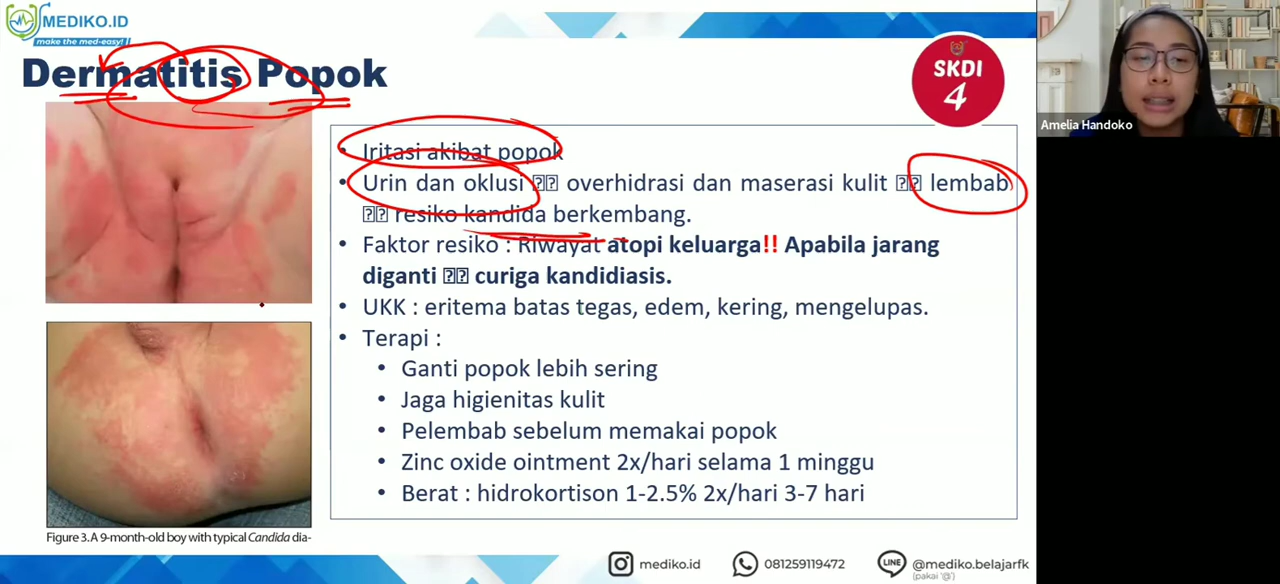 MEDIKO.ID
make the med-easy!
Dermatitis Popok
SKDI
4
Amelia Handoko
• Iritasi akibat popok
• Urin dan oklusi overhidrasi dan maserasi kulit lembab
resiko kandida berkembang.
• Faktor resiko : Riwayat atopi keluarga!! Apabila jarang
diganti curiga kandidiasis.
• UKK : eritema batas tegas, edem, kering, mengelupas.
• Terapi :
• Ganti popok lebih sering
• Jaga higienitas kulit
• Pelembab sebelum memakai popok
• Zinc oxide ointment 2x/hari selama 1 minggu
• Berat : hidrokortison 1-2.5% 2x/hari 3-7 hari
Figure 3. A 9-month-old boy with typical Candida dia-
mediko.id
081259119472
LINE
@mediko.belajarfk
(pakai '@')